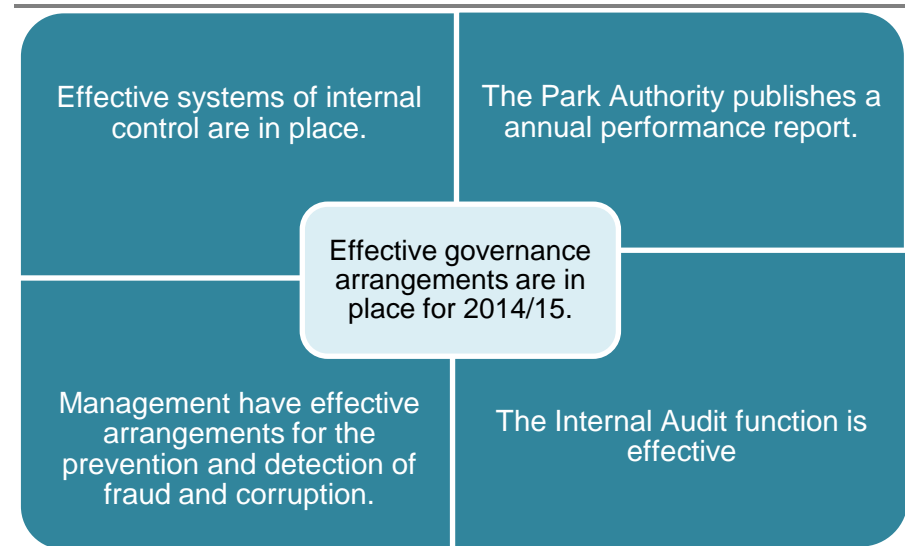 Effective systems of internal
control are in place.
The Park Authority publishes a
annual performance report.
Effective governance
arrangements are in
place for 2014/15.
Management have effective
arrangements for the
prevention and detection of
fraud and corruption.
The Internal Audit function is
effective